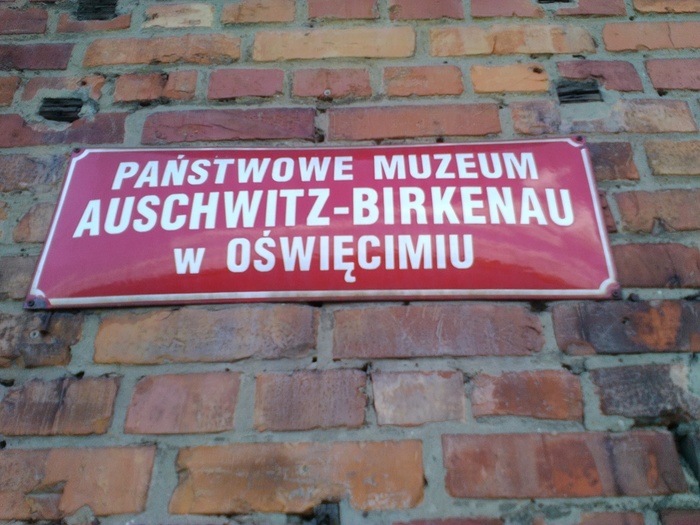 PAŃSTWOWE MUZEUM
AUSCHWITZ-BIRKENAU
w OŚWIĘCIMIU